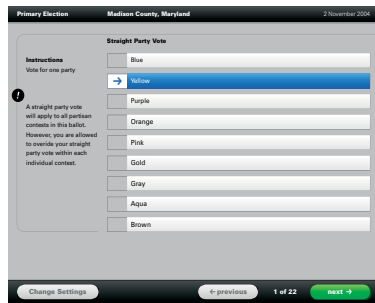 Primary Election Madison County, Maryland 2 November 2004
Straight Party Vote
Instructions
Vote for one party
!
A straight party vote
will apply to all partisan
contests in this ballot.
However, you are allowed
to overide your straight
party vote within each
individual contest.
Blue
→ Yellow
Purple
Orange
Pink
Gold
Gray
Aqua
Brown
Change Settings ← previous 1 of 22 next →